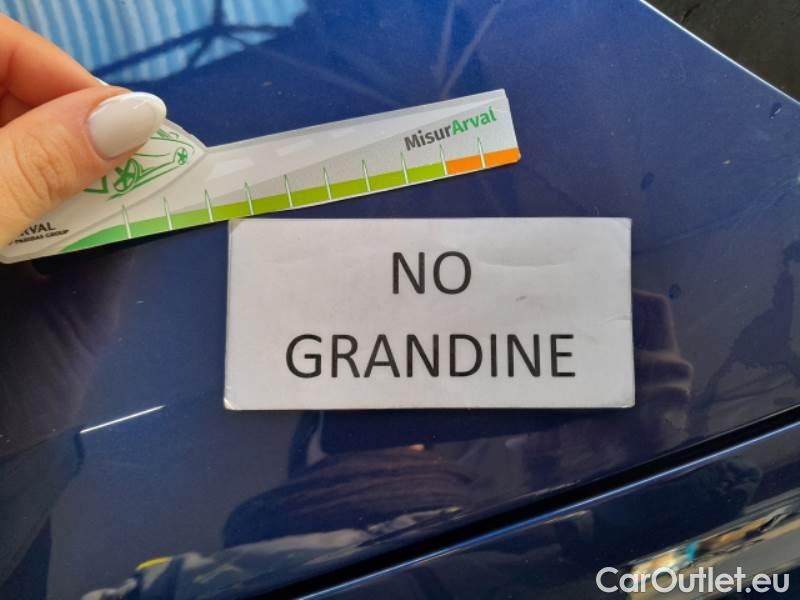 MisurArval
ARVAL
NO
GRANDINE
CarOutlet.eu